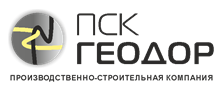 ПСК
ГЕОДОР
ПРОИЗВОДСТВЕННО-СТРОИТЕЛЬНАЯ КОМПАНИЯ